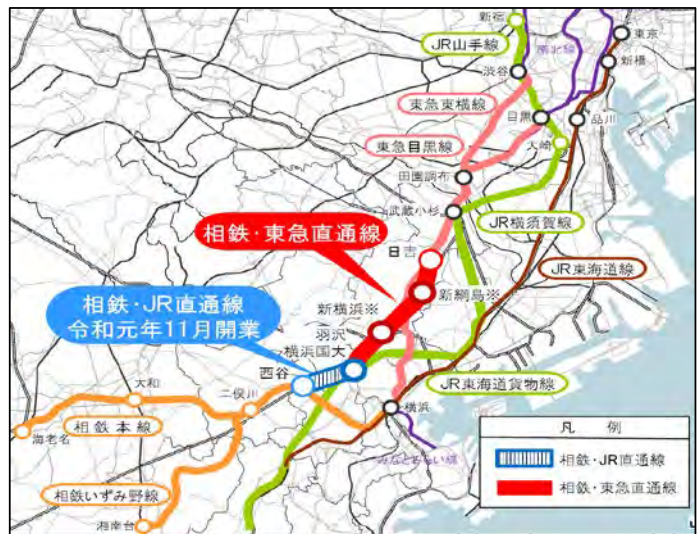 新宿
JR山手線
南北線
東京
新橋
渋谷
東急東横線
目黒
品川
東急目黒線
大崎
田園調布
武蔵小杉
JR横須賀線
相鉄・東急直通線
日吉
JR東海道線
新綱島※
相鉄・JR直通線
令和元年11月開業
新横浜※
羽沢
横浜国大
西谷
大和
二俣川
JR東海道貨物線
海老名
相鉄本線
横浜
みなとみらい線
相鉄いずみ野線
湘南台
凡 例
相鉄・JR直通線
相鉄・東急直通線